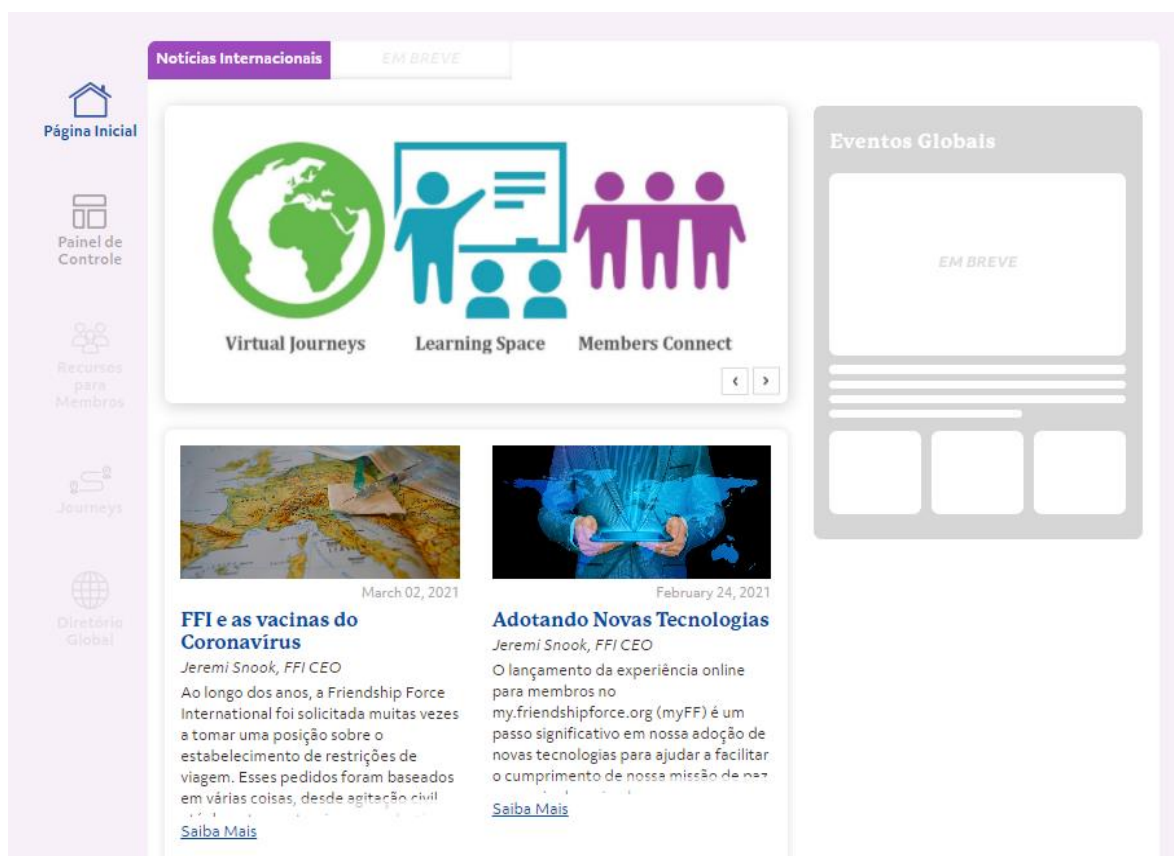 Notícias Internacionais
EM BREVE
Página Inicial
Painel de
Controle
Recursos
para
Membros
Journeys
Diretório
Global
Virtual Journeys
Learning Space
Members Connect
Eventos Globais
EM BREVE
March 02, 2021
FFI e as vacinas do
Coronavírus
Jeremi Snook, FFI CEO
Ao longo dos anos, a Friendship Force
International foi solicitada muitas vezes
a tomar uma posição sobre o
estabelecimento de restrições de
viagem. Esses pedidos foram baseados
em várias coisas, desde agitação civil
Saiba Mais
February 24, 2021
Adotando Novas Tecnologias
Jeremi Snook, FFI CEO
O lançamento da experiência online
para membros no
my.friendshipforce.org (myFF) é um
passo significativo em nossa adoção de
novas tecnologias para ajudar a facilitar
o cumprimento de nossa missão de paz
Saiba Mais